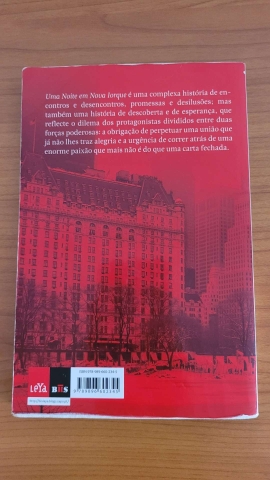 Uma Noite em Nova Iorque é uma complexa história de en-
contros e desencontros, promessas e desilusões; mas
também uma história de descoberta e de esperança, que
reflecte o dilema dos protagonistas divididos entre duas
forças poderosas: a obrigação de perpetuar uma união que
já não lhes traz alegria e a urgência de correr atrás de uma
enorme paixão que mais não é do que uma carta fechada.
LeYa
BIS